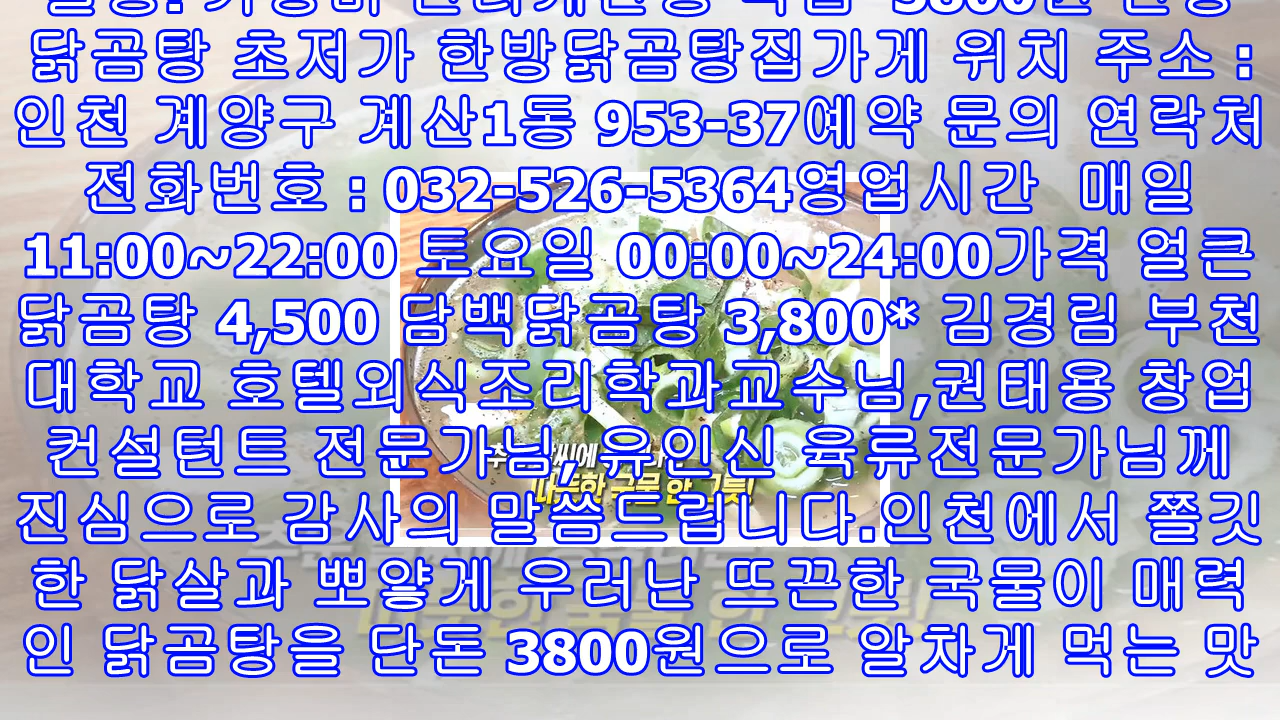 닭곰탕 초저가 한방닭곰탕집가게 위치 주소 :
인천 계양구 계산1동 953-37예약 문의 연락처
전화번호 : 032-526-5364영업시간 매일
11:00~22:00 토요일 00:00~24:00가격 얼큰
닭곰탕 4,500 담백닭곰탕 3,800* 김경림 부천
대학교 호텔외식조리학과교수님,권태용 창업
컨설턴트 전문가님,유인신 육류전문가님께
진심으로 감사의 말씀드립니다.인천에서 쫄깃
한 닭살과 뽀얗게 우러난 뜨끈한 국물이 매력
인 닭곰탕을 단돈 3800원으로 알차게 먹는 맛
따뜻한 국물 한 그릇!